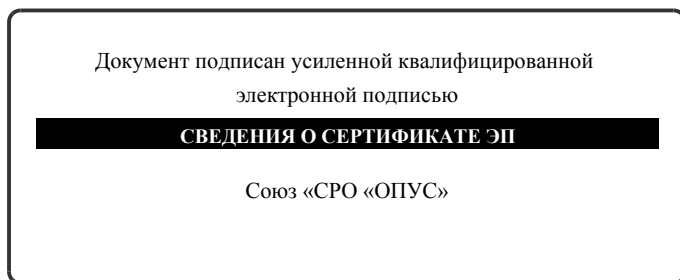 Документ подписан усиленной квалифицированной
электронной подписью
СВЕДЕНИЯ О СЕРТИФИКАТЕ ЭП
Союз «СРО «ОПУС»